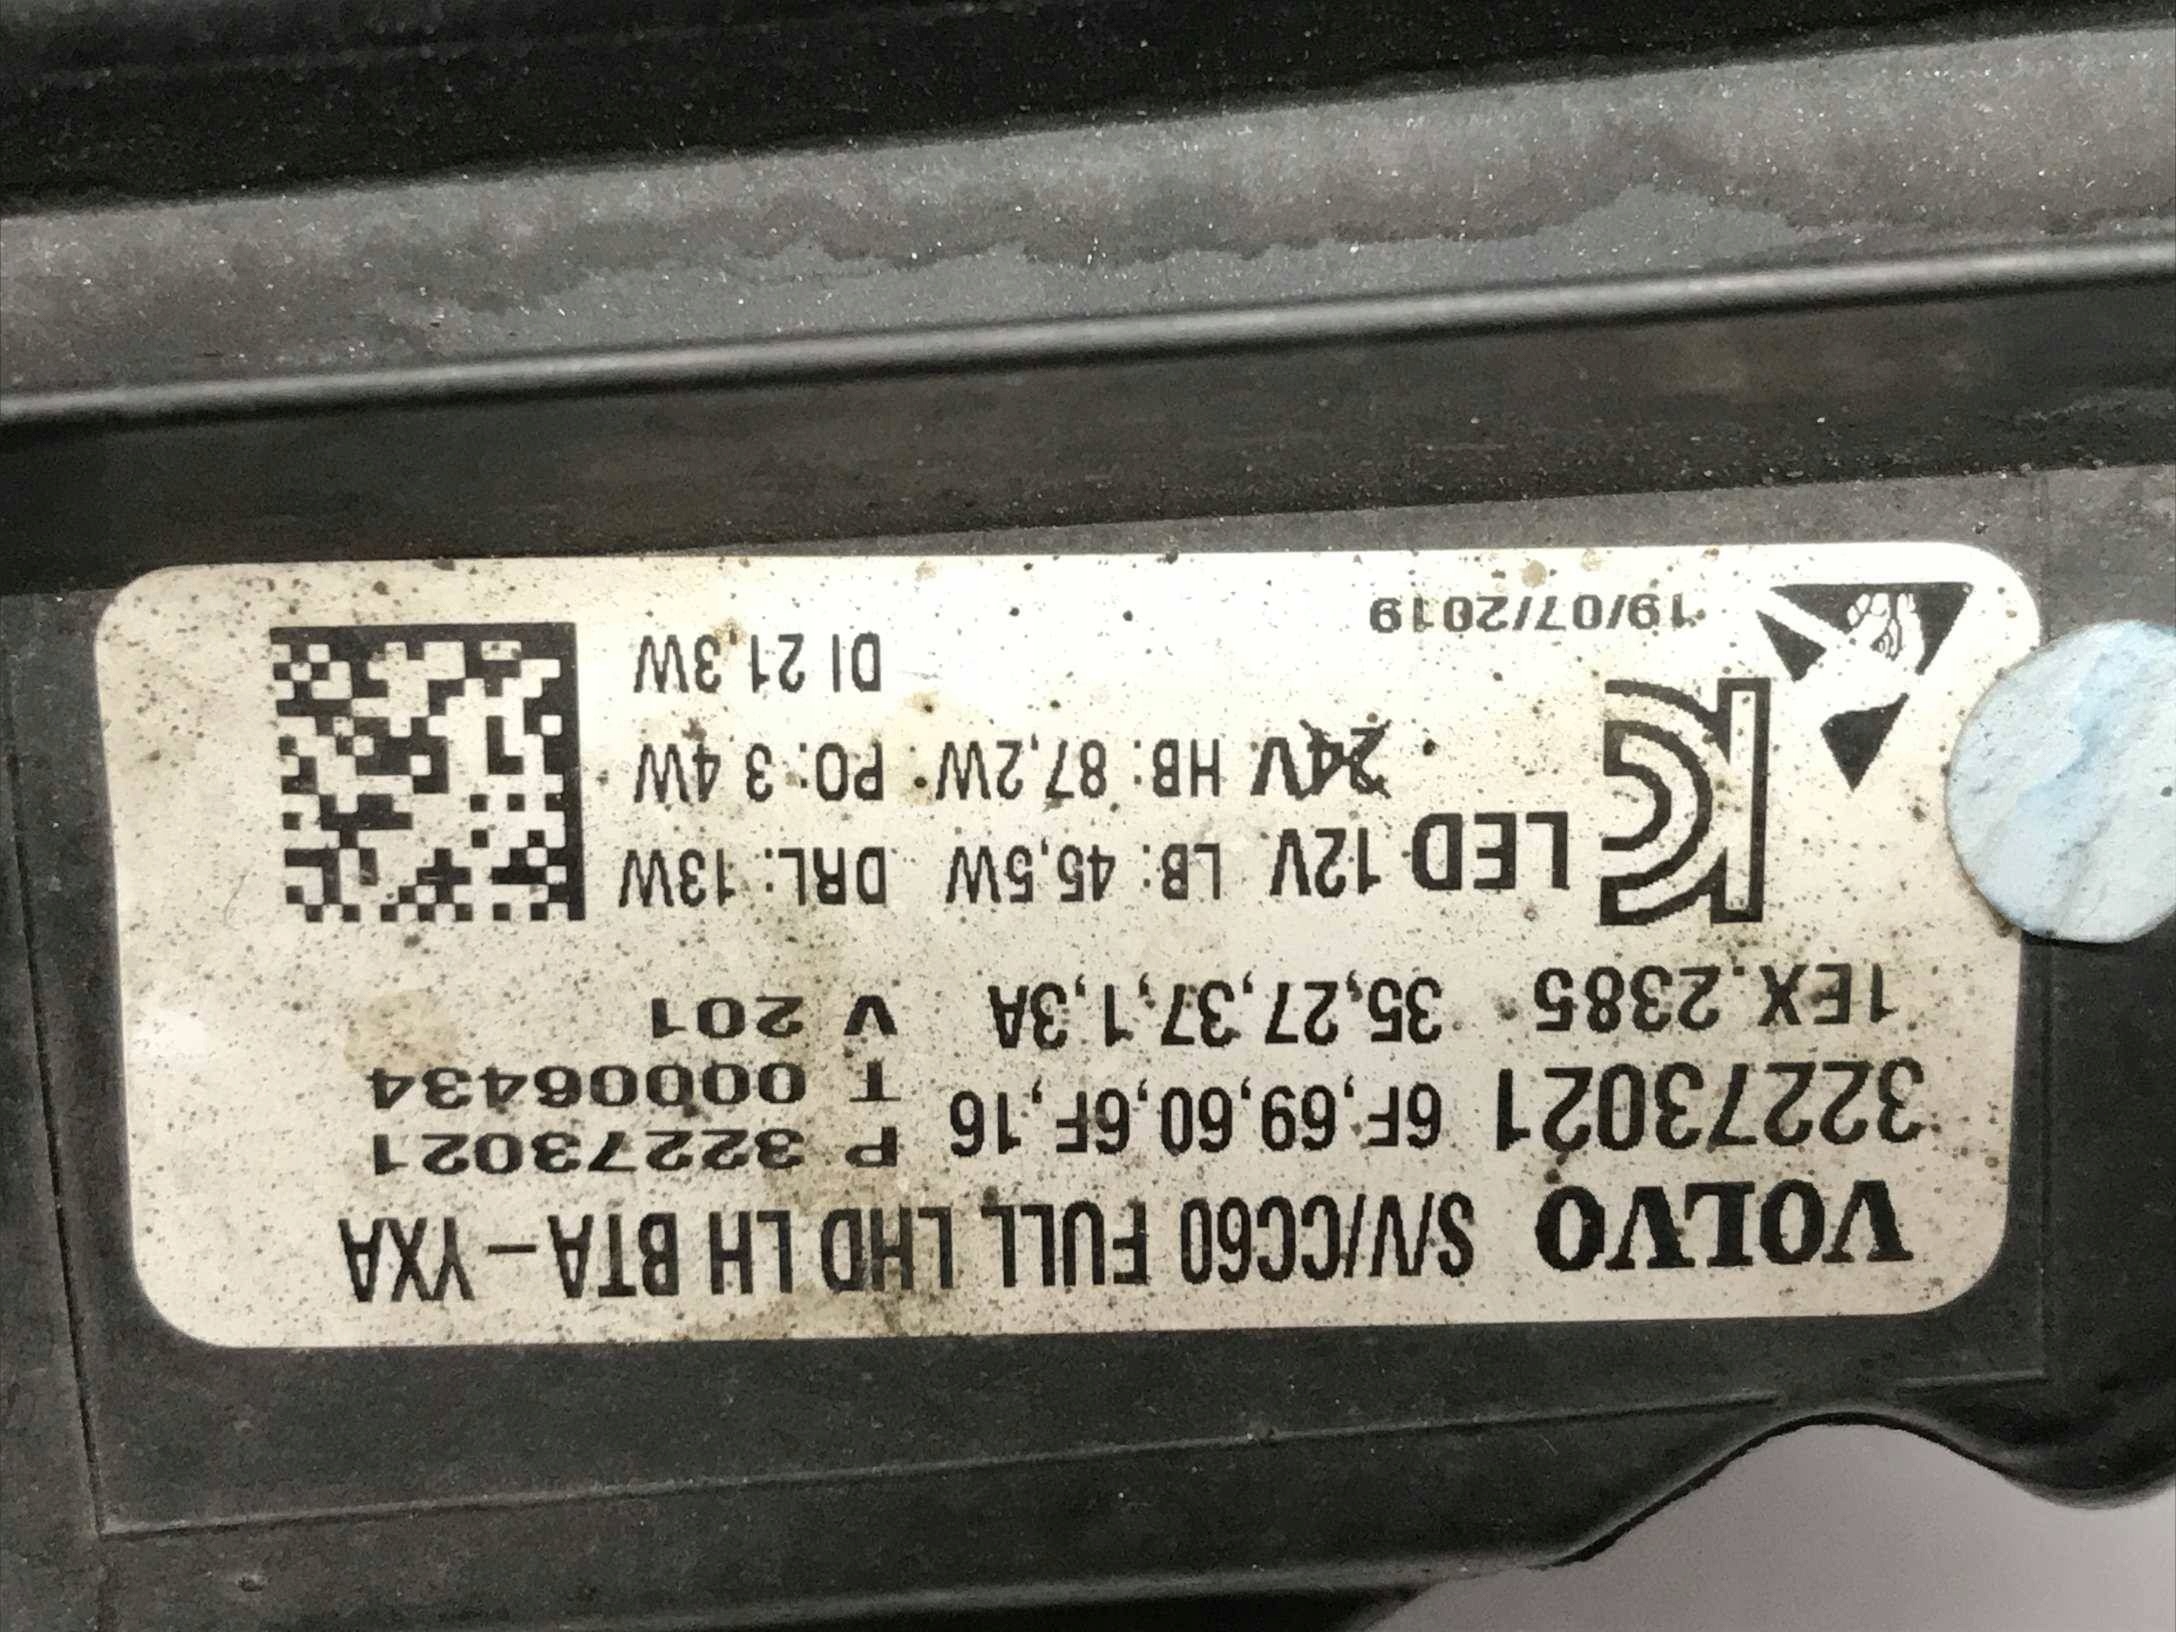 VOLVO S/V/CC60 FULL LHD LH BTA - YXA
32273021 6F,69,60,6F,16 P 32273021
T 00006434
1EX.2385 35,27,37,1,3A V 201
LED 12V LB: 45,5W DRL: 13W
24V HB: 87,2W PO: 3 4W
DI 21,3W
19/07/2019